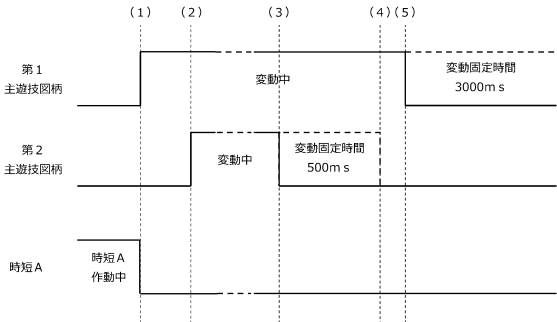 （1） （2） （3） （4）（5）
第１
主遊技図柄
変動中
変動固定時間
3000ｍｓ
第２
主遊技図柄
変動中
変動固定時間
500ｍｓ
時短Ａ
時短Ａ
作動中